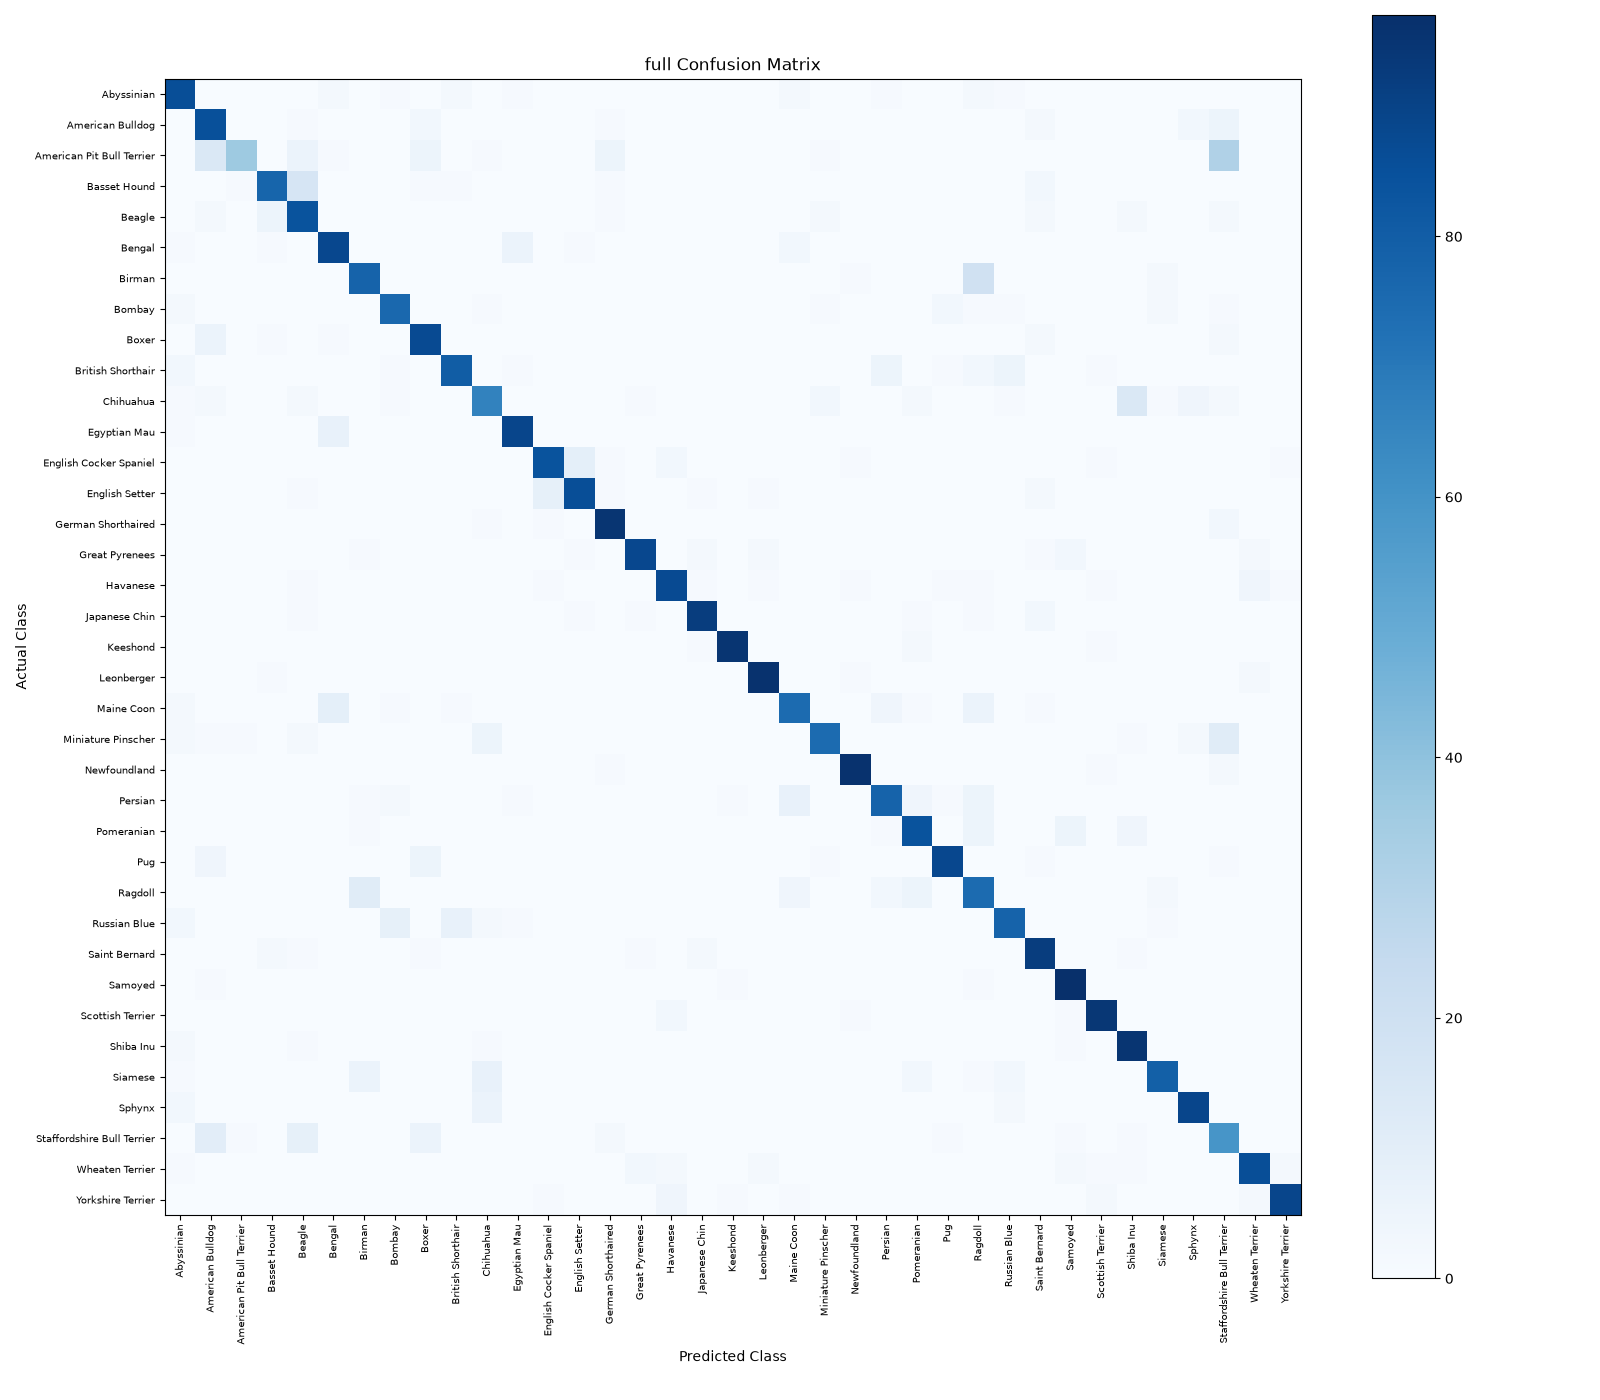 full Confusion Matrix
Actual Class
Abyssinian
American Bulldog
American Pit Bull Terrier
Basset Hound
Beagle
Bengal
Birman
Bombay
Boxer
British Shorthair
Chihuahua
Egyptian Mau
English Cocker Spaniel
English Setter
German Shorthaired
Great Pyrenees
Havanese
Japanese Chin
Keeshond
Leonberger
Maine Coon
Miniature Pinscher
Newfoundland
Persian
Pomeranian
Pug
Ragdoll
Russian Blue
Saint Bernard
Samoyed
Scottish Terrier
Shiba Inu
Siamese
Sphynx
Staffordshire Bull Terrier
Wheaten Terrier
Yorkshire Terrier
Abyssinian
American Bulldog
American Pit Bull Terrier
Basset Hound
Beagle
Bengal
Birman
Bombay
Boxer
British Shorthair
Chihuahua
Egyptian Mau
English Cocker Spaniel
English Setter
German Shorthaired
Great Pyrenees
Havanese
Japanese Chin
Keeshond
Leonberger
Maine Coon
Miniature Pinscher
Newfoundland
Persian
Pomeranian
Pug
Ragdoll
Russian Blue
Saint Bernard
Samoyed
Scottish Terrier
Shiba Inu
Siamese
Sphynx
Staffordshire Bull Terrier
Wheaten Terrier
Yorkshire Terrier
Predicted Class
80
60
40
20
0